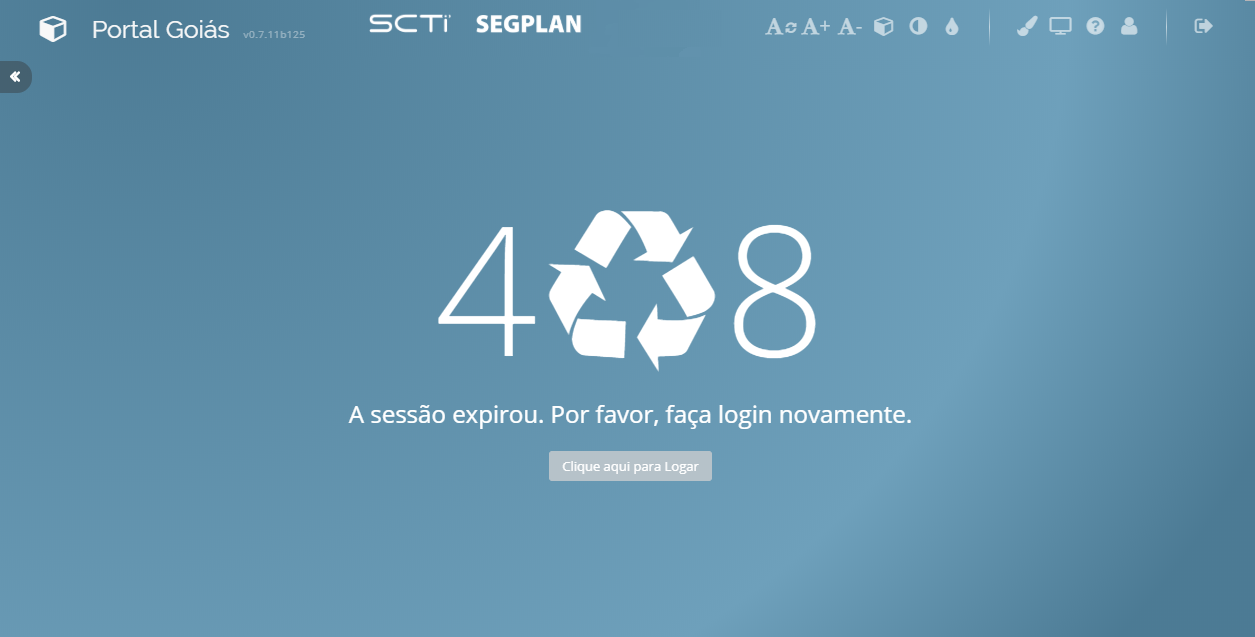 Portal Goiás v0.7.11b125
SCTi SEGPLAN
A A+ A-
4 8
A sessão expirou. Por favor, faça login novamente.
Clique aqui para Logar